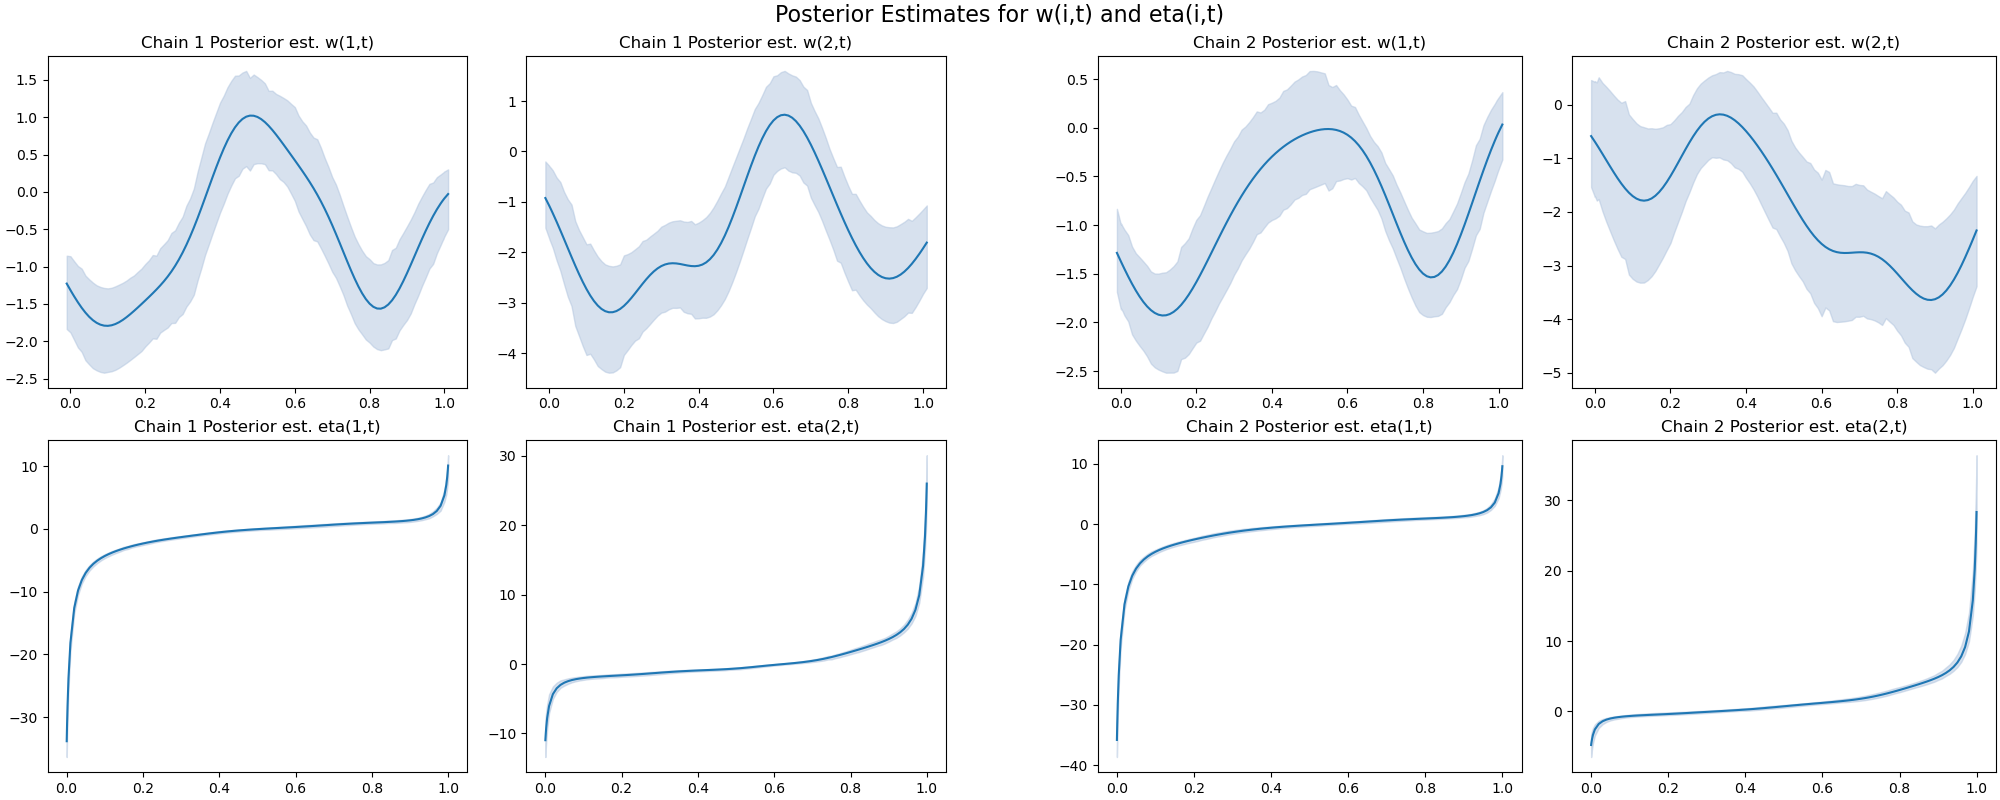 Posterior Estimates for w(i,t) and eta(i,t)
Chain 1 Posterior est. w(1,t)
Chain 1 Posterior est. w(2,t)
Chain 2 Posterior est. w(1,t)
Chain 2 Posterior est. w(2,t)
1.5
1.0
0.5
0.0
−0.5
−1.0
−1.5
−2.0
−2.5
0.0 0.2 0.4 0.6 0.8 1.0
1
0
−1
−2
−3
−4
0.0 0.2 0.4 0.6 0.8 1.0
0.5
0.0
−0.5
−1.0
−1.5
−2.0
−2.5
0.0 0.2 0.4 0.6 0.8 1.0
0
−1
−2
−3
−4
−5
0.0 0.2 0.4 0.6 0.8 1.0
Chain 1 Posterior est. eta(1,t)
Chain 1 Posterior est. eta(2,t)
Chain 2 Posterior est. eta(1,t)
Chain 2 Posterior est. eta(2,t)
10
0
−10
−20
−30
0.0 0.2 0.4 0.6 0.8 1.0
30
20
10
0
−10
0.0 0.2 0.4 0.6 0.8 1.0
10
0
−10
−20
−30
−40
0.0 0.2 0.4 0.6 0.8 1.0
30
20
10
0
0.0 0.2 0.4 0.6 0.8 1.0